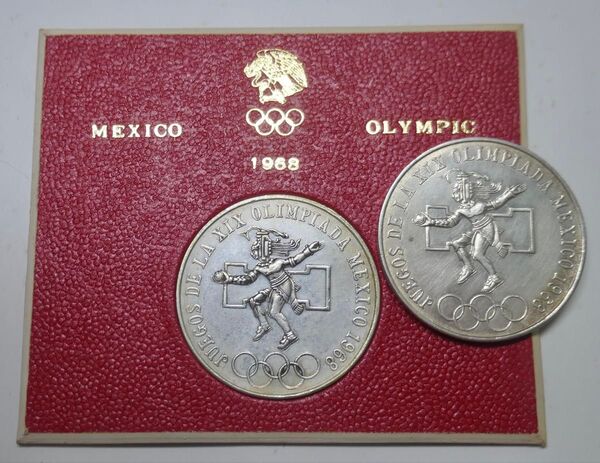 MEXICO OLYMPIC
1968
JUEGOS DE LA XIX OLIMPIADA MEXICO 1968
JUEGOS DE LA XIX OLIMPIADA MEXICO 1968